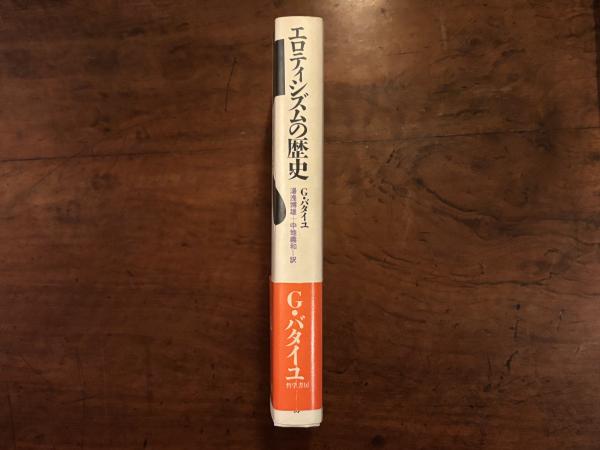 エロティシズムの歴史
G・バタイユ
湯浅博雄+中地義和—訳
G・バタイユ
哲学書房